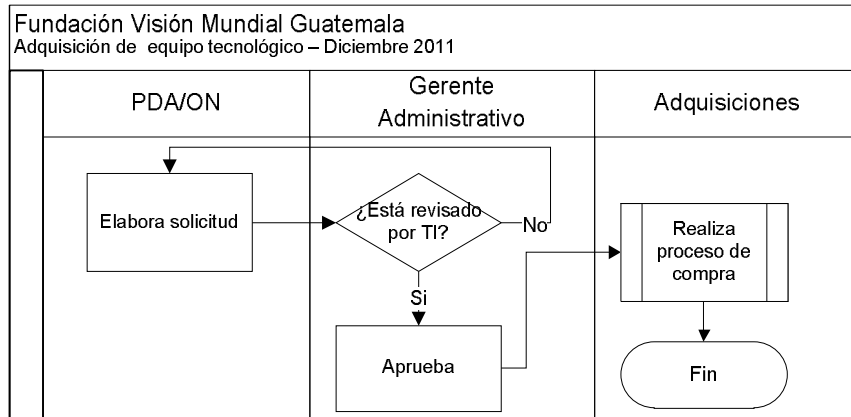 Fundación Visión Mundial Guatemala
Adquisición de equipo tecnológico – Diciembre 2011
PDA/ON
Gerente
Administrativo
Adquisiciones
Elabora solicitud
¿Está revisado
por TI?
No
Si
Aprueba
Realiza
proceso de
compra
Fin